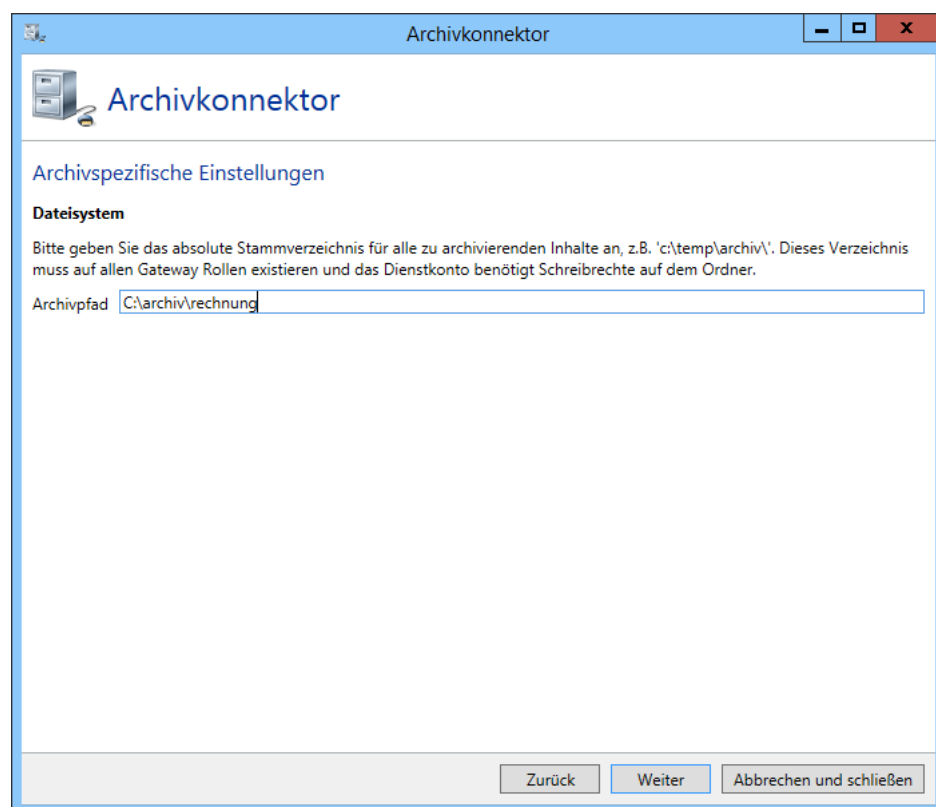 Archivkonnektor
Archivkonnektor
Archivspezifische Einstellungen
Dateisystem
Bitte geben Sie das absolute Stammverzeichnis für alle zu archivierenden Inhalte an, z.B. 'c:\temp\archiv\'. Dieses Verzeichnis
muss auf allen Gateway Rollen existieren und das Dienstkonto benötigt Schreibrechte auf dem Ordner.
Archivpfad C:\archiv\rechnung
Zurück Weiter Abbrechen und schließen